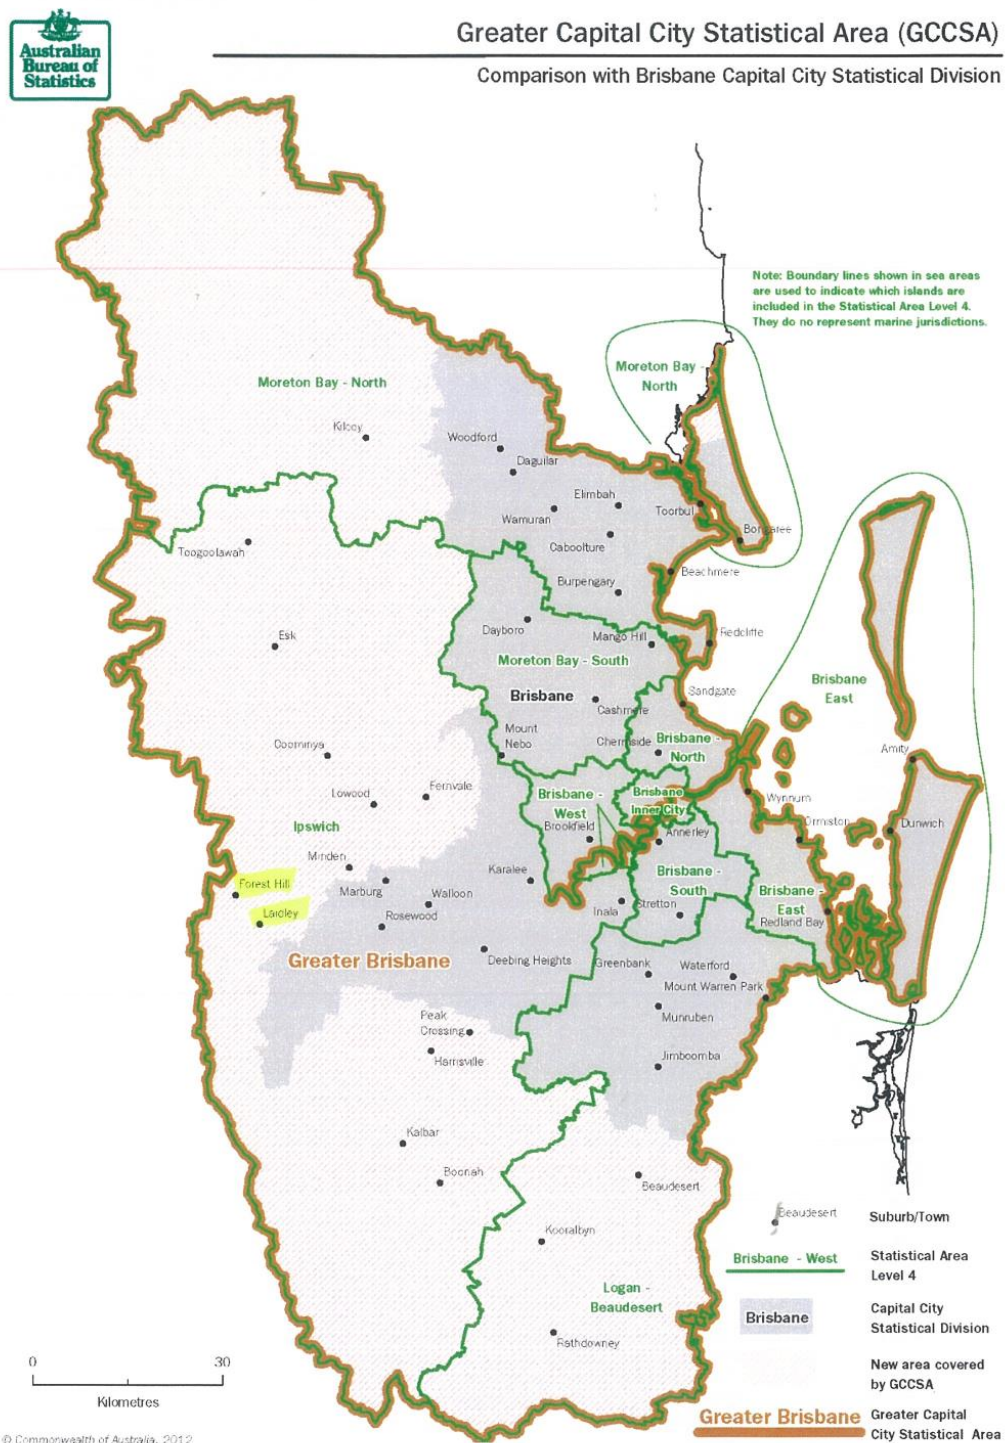 Australian
Bureau of
Statistics
Greater Capital City Statistical Area (GCCSA)
Comparison with Brisbane Capital City Statistical Division
Note: Boundary lines shown in sea areas
are used to indicate which islands are
included in the Statistical Area Level 4.
They do no represent marine jurisdictions.
Moreton Bay -
North
Moreton Bay - North
Kilcoy
Woodford
Daguilar
Elimbah
Wamuran
Toorbul
Caboolture
Bongaree
Toogoolawah
Beachmere
Burpengary
Dayboro
Mango Hill
Redcliffe
Esk
Moreton Bay - South
Brisbane
East
Brisbane
Sandgate
Cashmere
Mount
Nebo
Chermside
Brisbane -
North
Amity
Coominya
Lowood
Fernvale
Brisbane -
West
Brisbane
Inner City
Wynnum
Ipswich
Brookfield
Annerley
Ormiston
Dunwich
Minden
Forest Hill
Marburg
Walloon
Karalee
Brisbane -
South
Brisbane -
East
Laidley
Rosewood
Inala
Stretton
Redland Bay
Greater Brisbane
Deebing Heights
Greenbank
Waterford
Mount Warren Park
Peak
Crossing
Munruben
Harrisville
Jimboomba
Kalbar
Boonah
Beaudesert
Kooralbyn
Logan -
Beaudesert
Rathdowney
Beaudesert
Suburb/Town
Brisbane - West
Statistical Area
Level 4
Brisbane
Capital City
Statistical Division
New area covered
by GCCSA
Greater Brisbane
Greater Capital
City Statistical Area
0
30
Kilometres
© Commonwealth of Australia, 2012